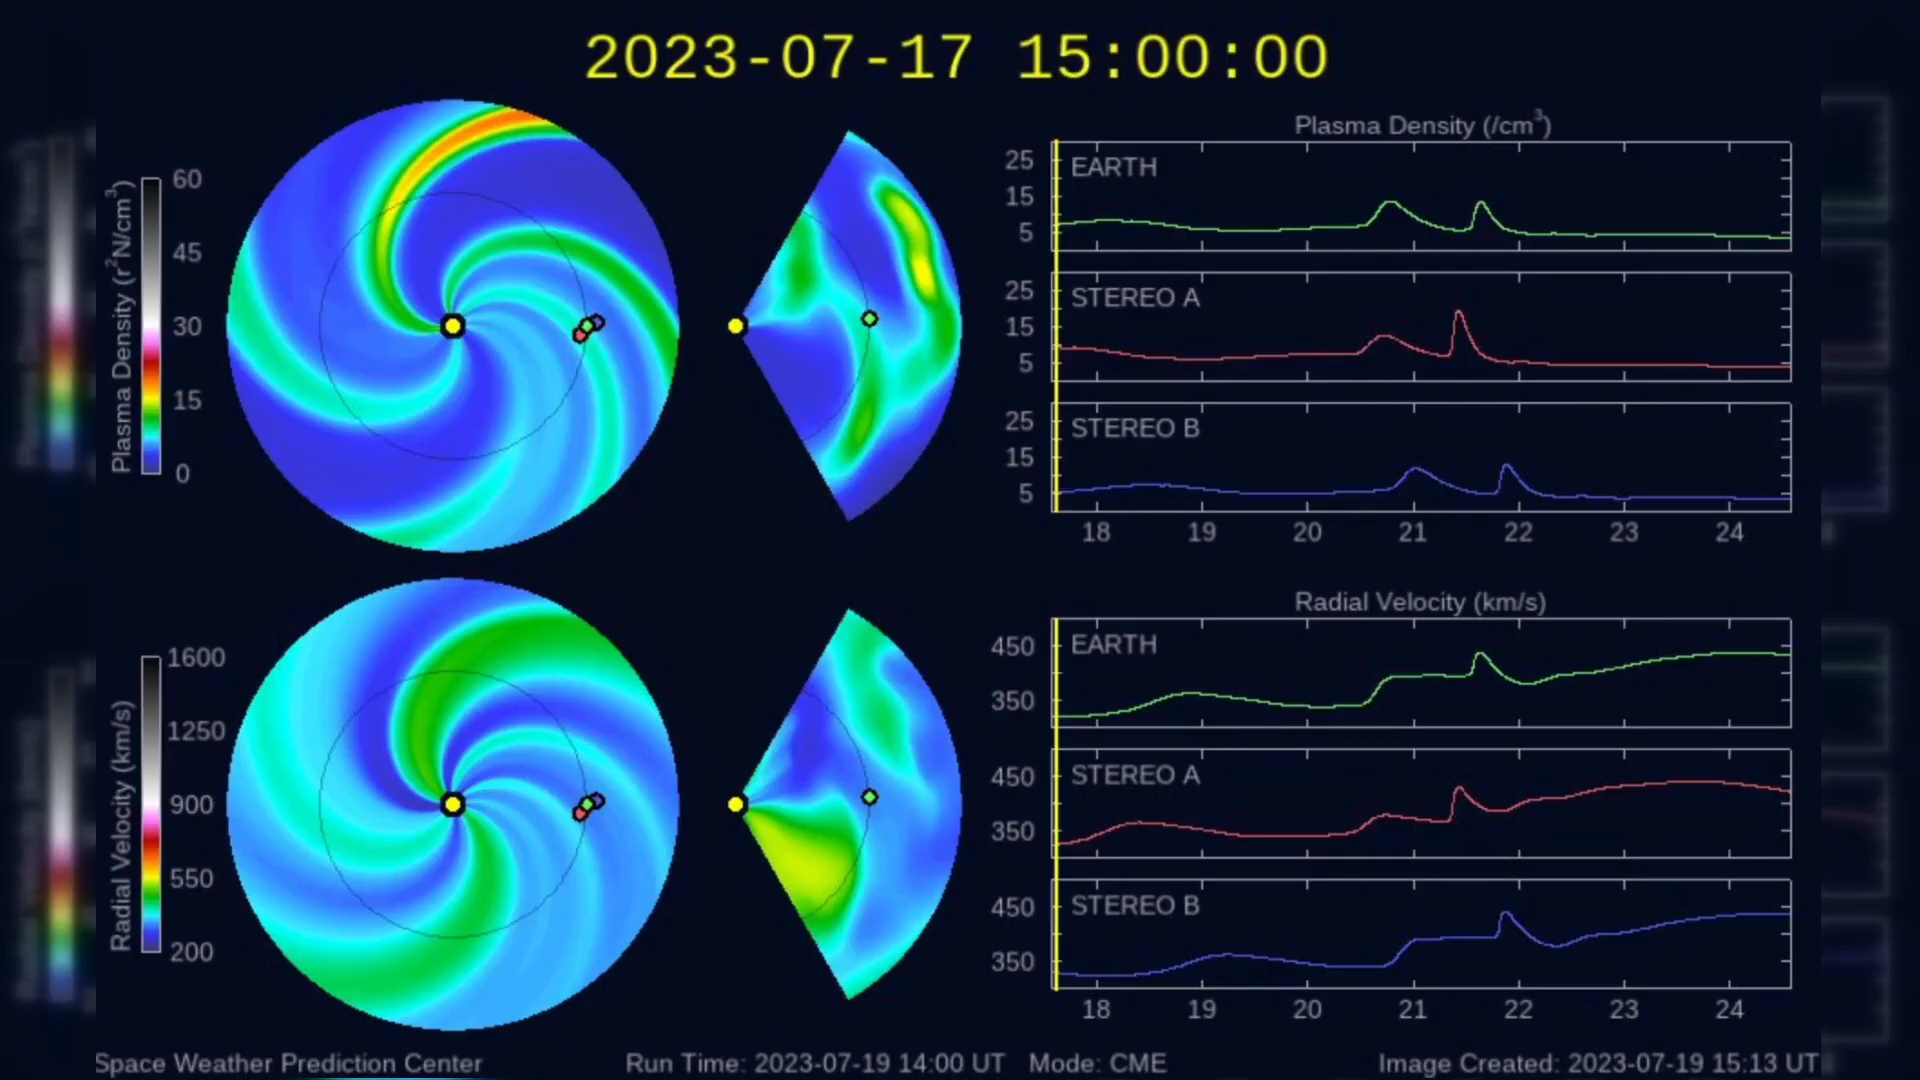 2023-07-17 15:00:00
Plasma Density (r²N/cm³)
60
45
30
15
0
Plasma Density (/cm³)
EARTH
25
15
5
STEREO A
25
15
5
STEREO B
25
15
5
18 19 20 21 22 23 24
Radial Velocity (km/s)
1600
1250
900
550
200
Radial Velocity (km/s)
EARTH
450
350
STEREO A
450
350
STEREO B
450
350
18 19 20 21 22 23 24
Space Weather Prediction Center Run Time: 2023-07-19 14:00 UT Mode: CME Image Created: 2023-07-19 15:13 UT